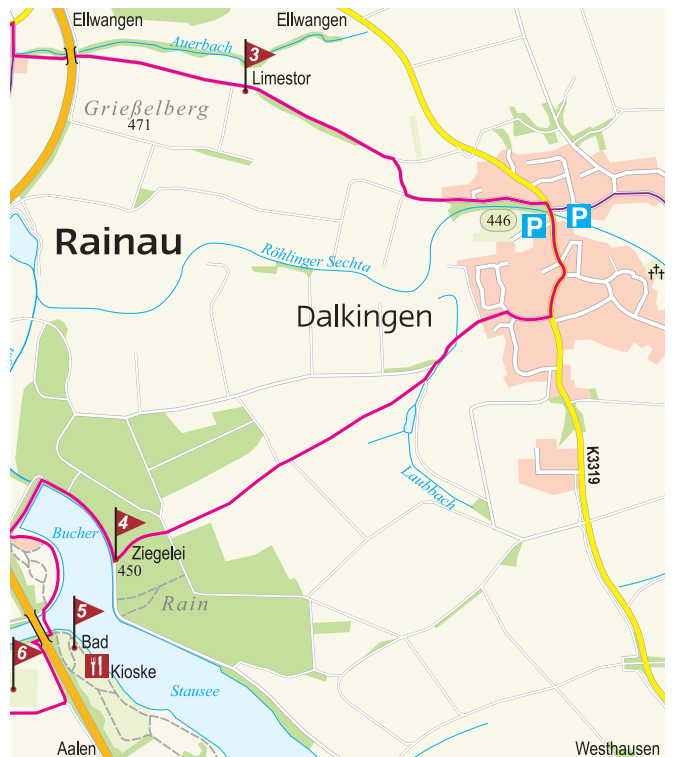 Ellwangen
Ellwangen
Auerbach
3
Limestor
Grießelberg
471
P
P
446
Rainau
Röhlinger Sechta
Dalkingen
K3319
Laubbach
4
Bucher
Ziegelei
450
Rain
5
Bad
6
Kioske
Stausee
Aalen
Westhausen